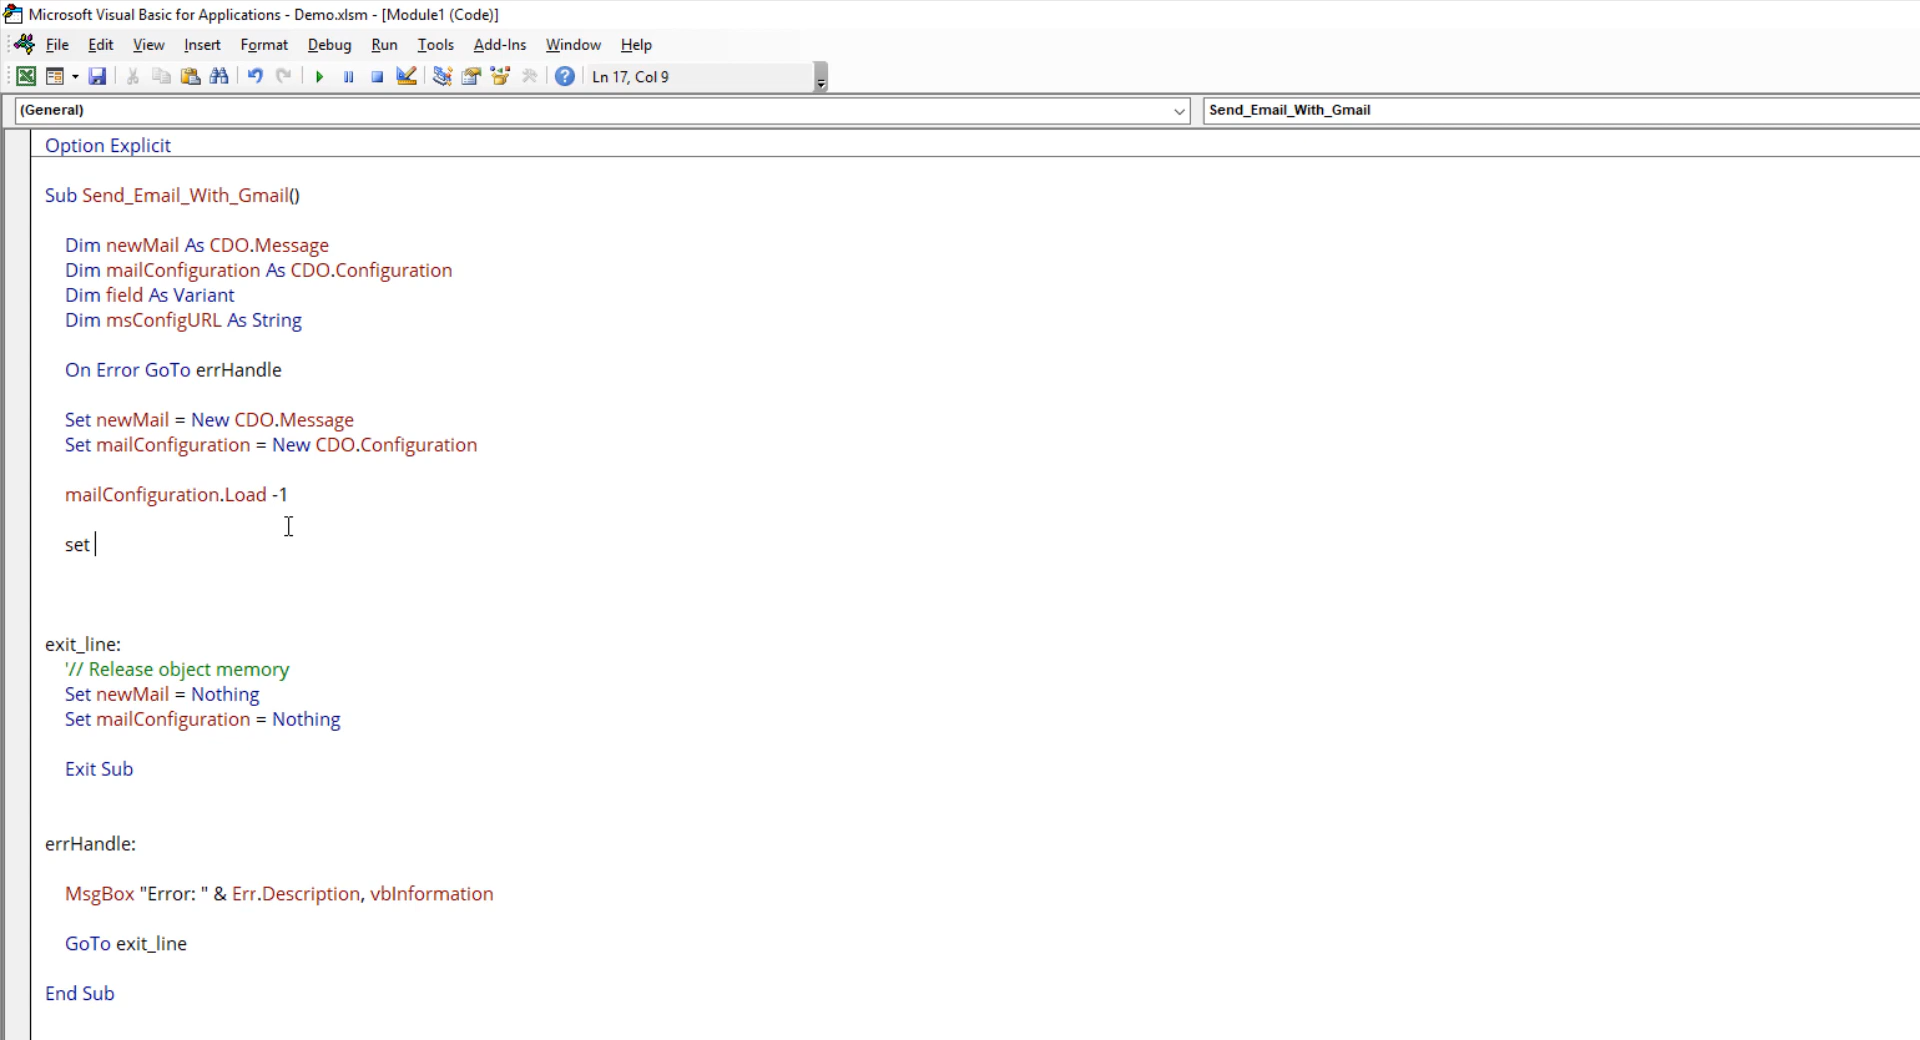 Microsoft Visual Basic for Applications - Demo.xlsm - [Module1 (Code)]
File Edit View Insert Format Debug Run Tools Add-Ins Window Help
Ln 17, Col 9
(General) Send_Email_With_Gmail
Option Explicit
Sub Send_Email_With_Gmail()
Dim newMail As CDO.Message
Dim mailConfiguration As CDO.Configuration
Dim field As Variant
Dim msConfigURL As String
On Error GoTo errHandle
Set newMail = New CDO.Message
Set mailConfiguration = New CDO.Configuration
mailConfiguration.Load -1
set
exit_line:
'// Release object memory
Set newMail = Nothing
Set mailConfiguration = Nothing
Exit Sub
errHandle:
MsgBox "Error: " & Err.Description, vbInformation
GoTo exit_line
End Sub